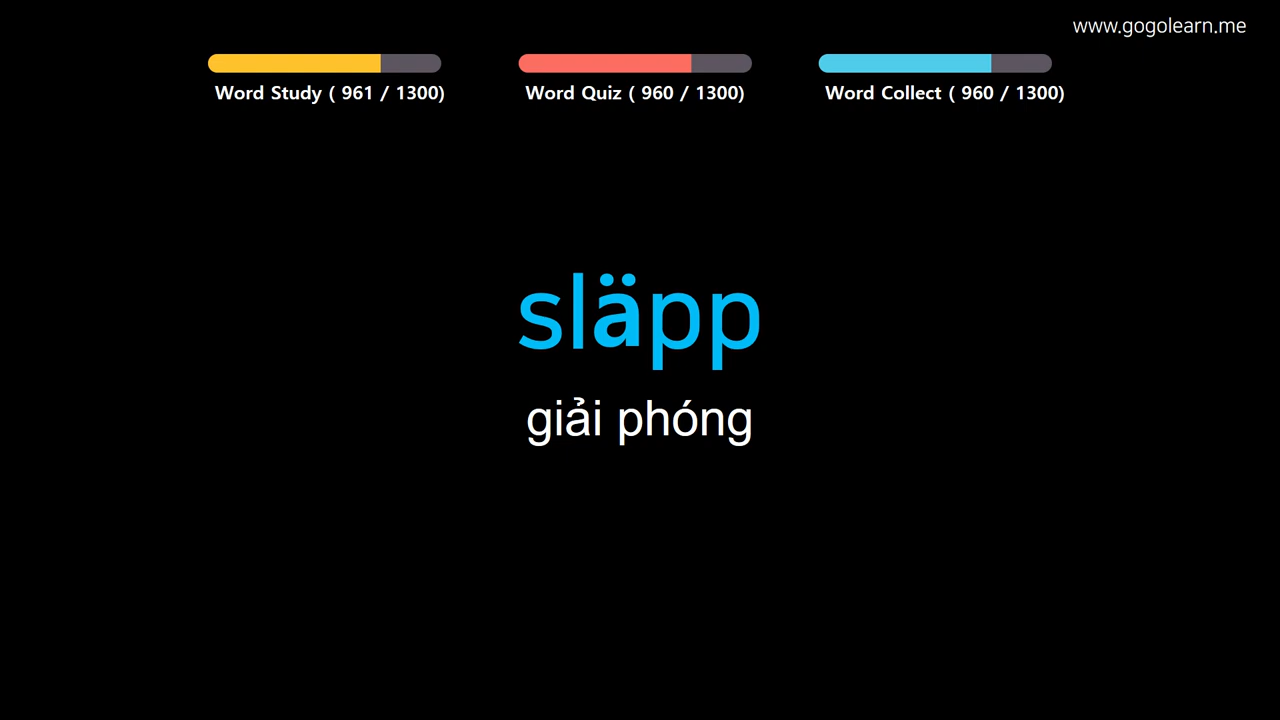 www.gogolearn.me
Word Study ( 961 / 1300)
Word Quiz ( 960 / 1300)
Word Collect ( 960 / 1300)
släpp
giải phóng